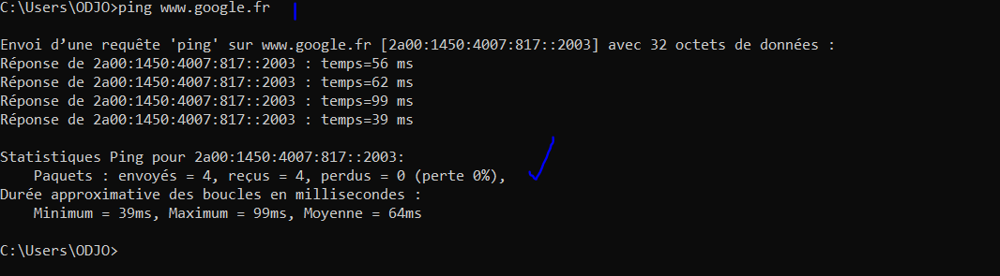 C:\Users\ODJO>ping www.google.fr
Envoi d’une requête 'ping' sur www.google.fr [2a00:1450:4007:817::2003] avec 32 octets de données :
Réponse de 2a00:1450:4007:817::2003 : temps=56 ms
Réponse de 2a00:1450:4007:817::2003 : temps=62 ms
Réponse de 2a00:1450:4007:817::2003 : temps=99 ms
Réponse de 2a00:1450:4007:817::2003 : temps=39 ms
Statistiques Ping pour 2a00:1450:4007:817::2003:
Paquets : envoyés = 4, reçus = 4, perdus = 0 (perte 0%),
Durée approximative des boucles en millisecondes :
Minimum = 39ms, Maximum = 99ms, Moyenne = 64ms
C:\Users\ODJO>